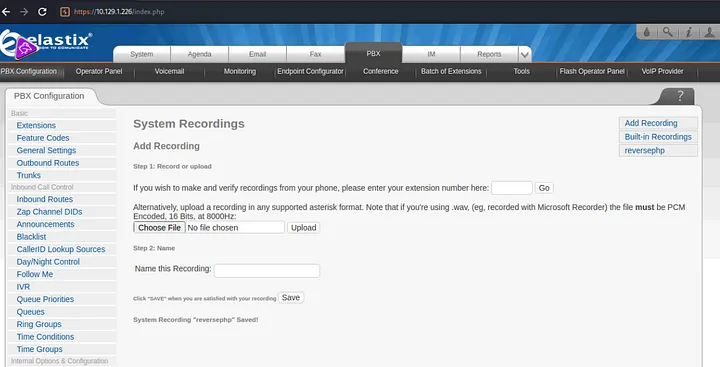 https://10.129.1.226/index.php
elastix®
System Agenda Email Fax PBX IM Reports
PBX Configuration Operator Panel Voicemail Monitoring Endpoint Configurator Conference Batch of Extensions Tools Flash Operator Panel VoIP Provider
PBX Configuration
?
Basic
Extensions
Feature Codes
General Settings
Outbound Routes
Trunks
Inbound Call Control
Inbound Routes
Zap Channel DIDs
Announcements
Blacklist
CallerID Lookup Sources
Day/Night Control
Follow Me
IVR
Queue Priorities
Queues
Ring Groups
Time Conditions
Time Groups
Internal Options & Configuration
System Recordings
Add Recording
Step 1: Record or upload
If you wish to make and verify recordings from your phone, please enter your extension number here: Go
Alternatively, upload a recording in any supported asterisk format. Note that if you're using .wav, (eg, recorded with Microsoft Recorder) the file must be PCM
Encoded, 16 Bits, at 8000Hz:
Choose File No file chosen Upload
Step 2: Name
Name this Recording:
Click "SAVE" when you are satisfied with your recording Save
System Recording "reversephp" Saved!
Add Recording
Built-in Recordings
reversephp